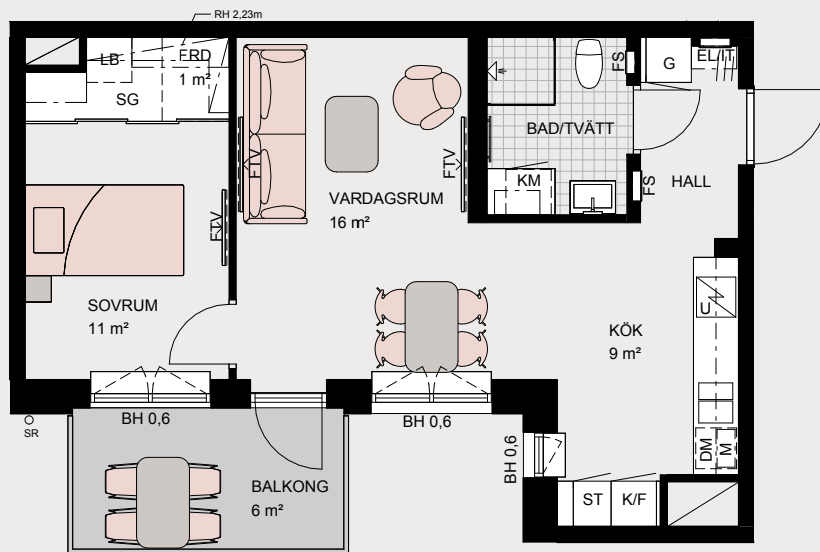 RH 2,23m
LB
FRD
1 m²
SG
FS
G
EL/IT
BAD/TVÄTT
FTV
FTV
KM
FS
HALL
VARDAGSRUM
16 m²
FTV
SOVRUM
11 m²
KÖK
9 m²
BH 0,6
BH 0,6
SR
BH 0,6
DM
M
BALKONG
6 m²
ST
K/F